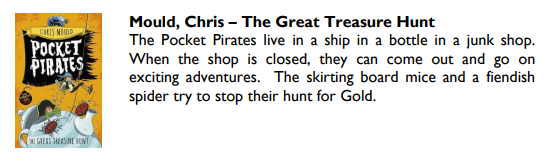 Mould, Chris – The Great Treasure Hunt
The Pocket Pirates live in a ship in a bottle in a junk shop.
When the shop is closed, they can come out and go on
exciting adventures.  The skirting board mice and a fiendish
spider try to stop their hunt for Gold.
CHRIS MOULD
POCKET
PIRATES
THE GREAT TREASURE HUNT